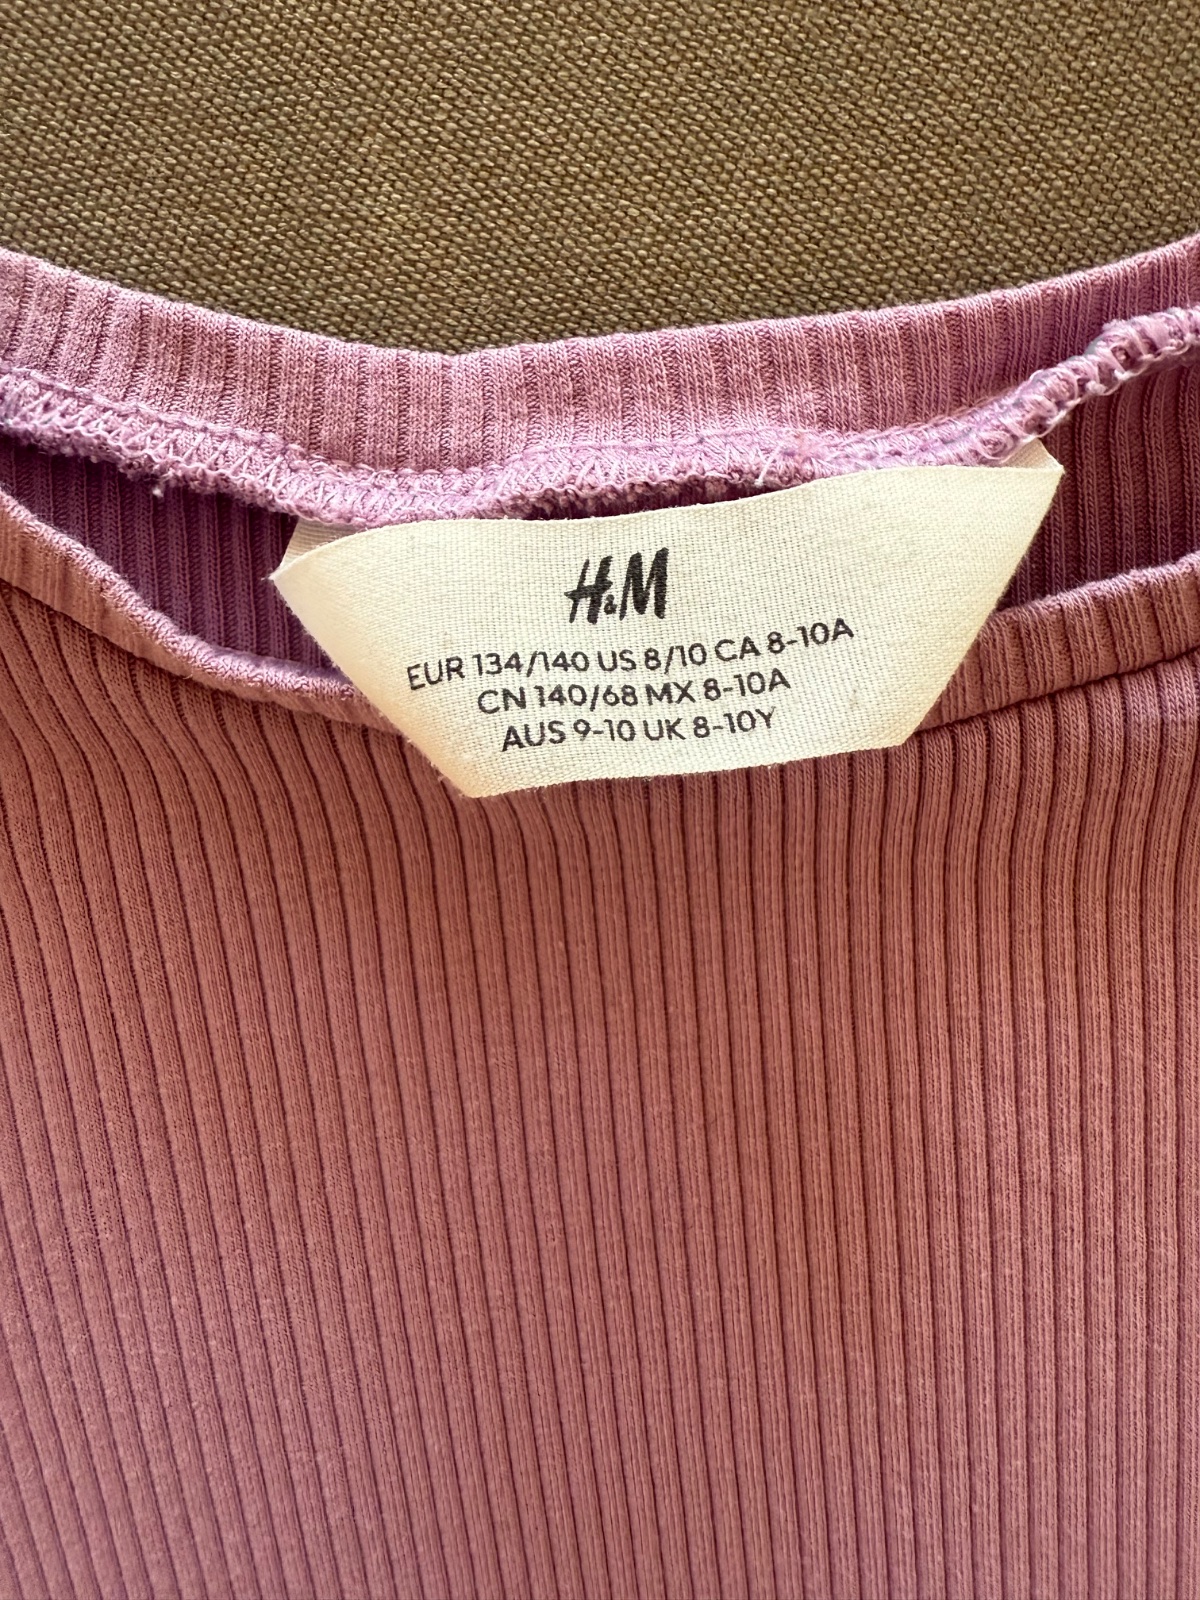 H&M
EUR 134/140 US 8/10 CA 8-10A
CN 140/68 MX 8-10A
AUS 9-10 UK 8-10Y